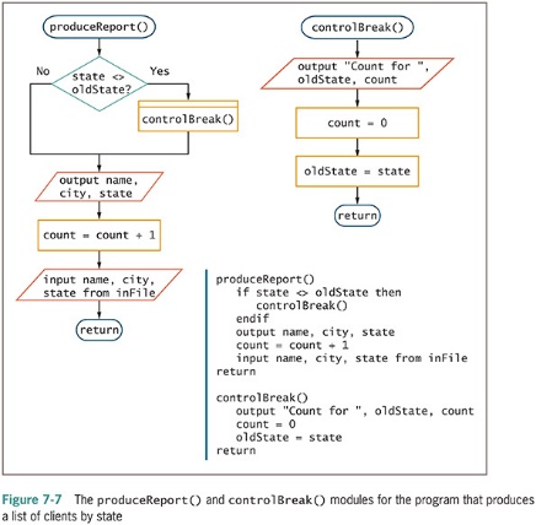 produceReport()
No
Yes
state <>
oldState?
controlBreak()
output name,
city, state
count = count + 1
input name, city,
state from inFile
return
controlBreak()
output "Count for ",
oldState, count
count = 0
oldState = state
return
produceReport()
if state <> oldState then
controlBreak()
endif
output name, city, state
count = count + 1
input name, city, state from inFile
return
controlBreak()
output "Count for ", oldState, count
count = 0
oldState = state
return
Figure 7-7 The produceReport() and controlBreak() modules for the program that produces
a list of clients by state